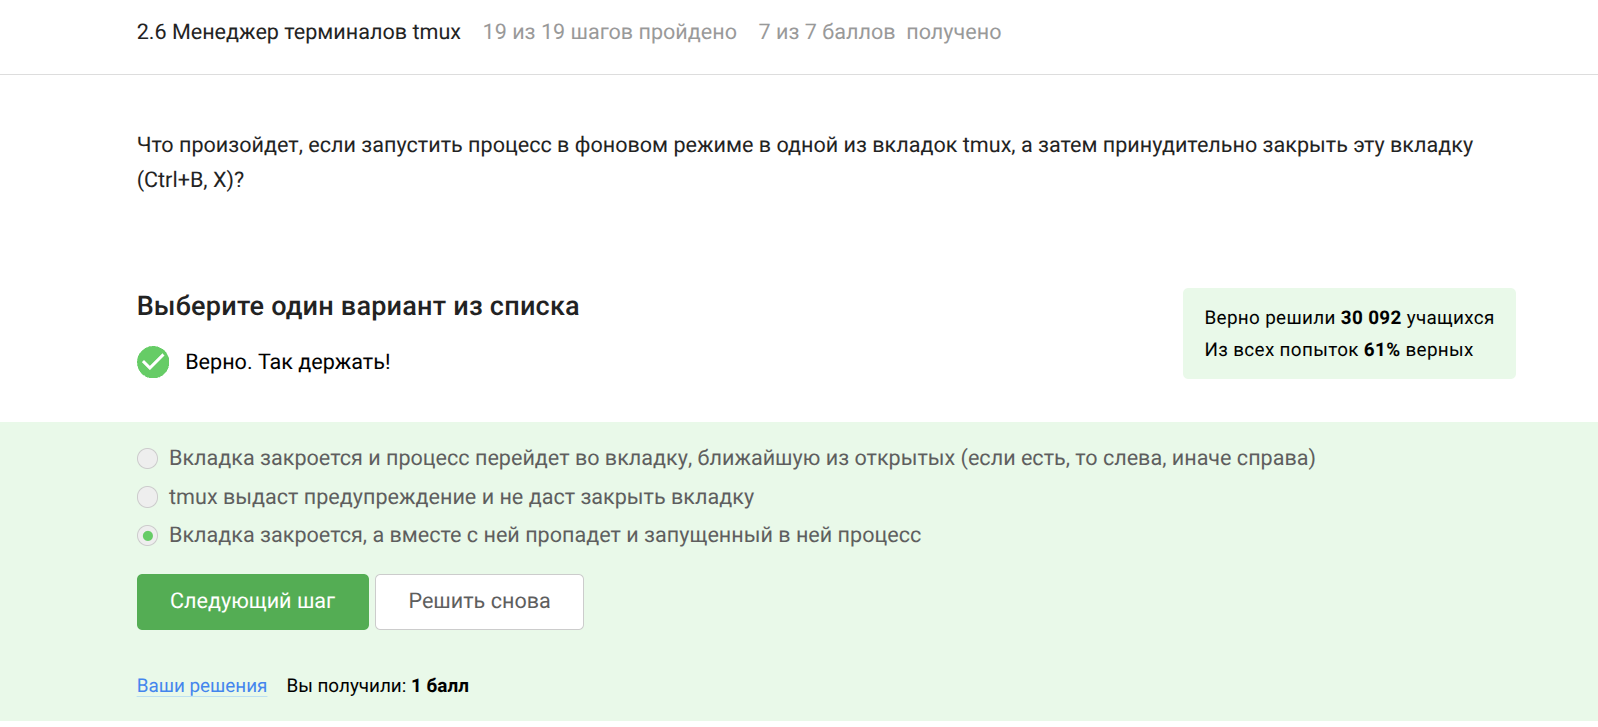 2.6 Менеджер терминалов tmux 19 из 19 шагов пройдено 7 из 7 баллов получено
Что произойдет, если запустить процесс в фоновом режиме в одной из вкладок tmux, а затем принудительно закрыть эту вкладку
(Ctrl+B, X)?
Выберите один вариант из списка
Верно решили 30 092 учащихся
Из всех попыток 61% верных
Верно. Так держать!
Вкладка закроется и процесс перейдет во вкладку, ближайшую из открытых (если есть, то слева, иначе справа)
tmux выдаст предупреждение и не даст закрыть вкладку
Вкладка закроется, а вместе с ней пропадет и запущенный в ней процесс
Следующий шаг Решить снова
Ваши решения Вы получили: 1 балл